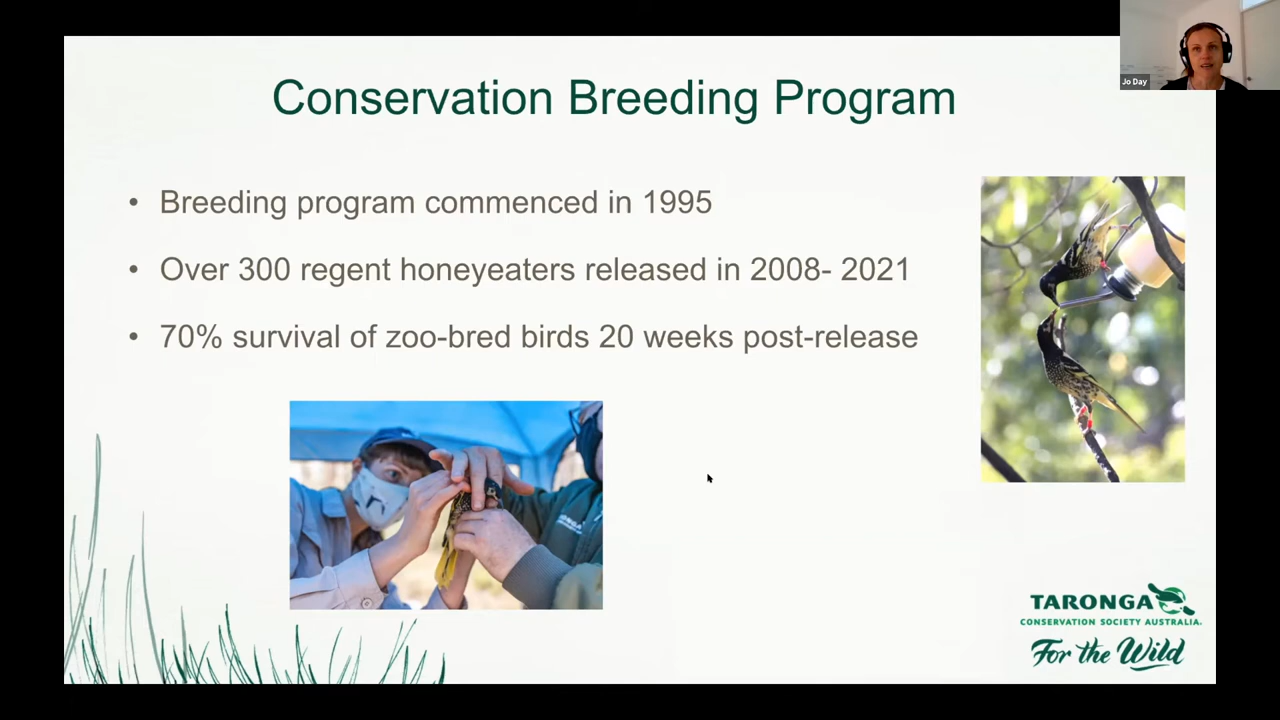 Conservation Breeding Program
Jo Day
• Breeding program commenced in 1995
• Over 300 regent honeyeaters released in 2008- 2021
• 70% survival of zoo-bred birds 20 weeks post-release
TARONGA
TARONGA
CONSERVATION SOCIETY AUSTRALIA
For the Wild